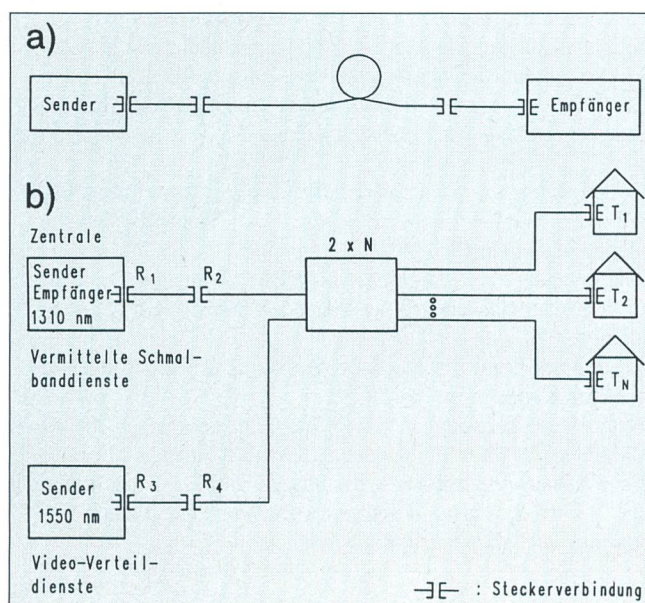 a)
Sender
Empfänger
b)
Zentrale
Sender
Empfänger
1310 nm
R1
R2
2 x N
T1
T2
TN
Vermittelte Schmal-
banddienste
Sender
1550 nm
R3
R4
Video-Verteil-
dienste
: Steckerverbindung